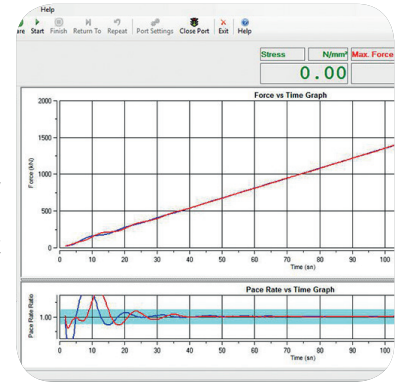 Help
are Start Finish Return To Repeat Port Settings Close Port Exit Help
Stress N/mm² Max. Force
0.00
Force vs Time Graph
2000
1500
1000
500
0
Force (kN)
0 10 20 30 40 50 60 70 80 90 100
Time (sn)
Pace Rate vs Time Graph
1.00
Pace Rate Ratio
0 10 20 30 40 50 60 70 80 90 100
Time (sn)